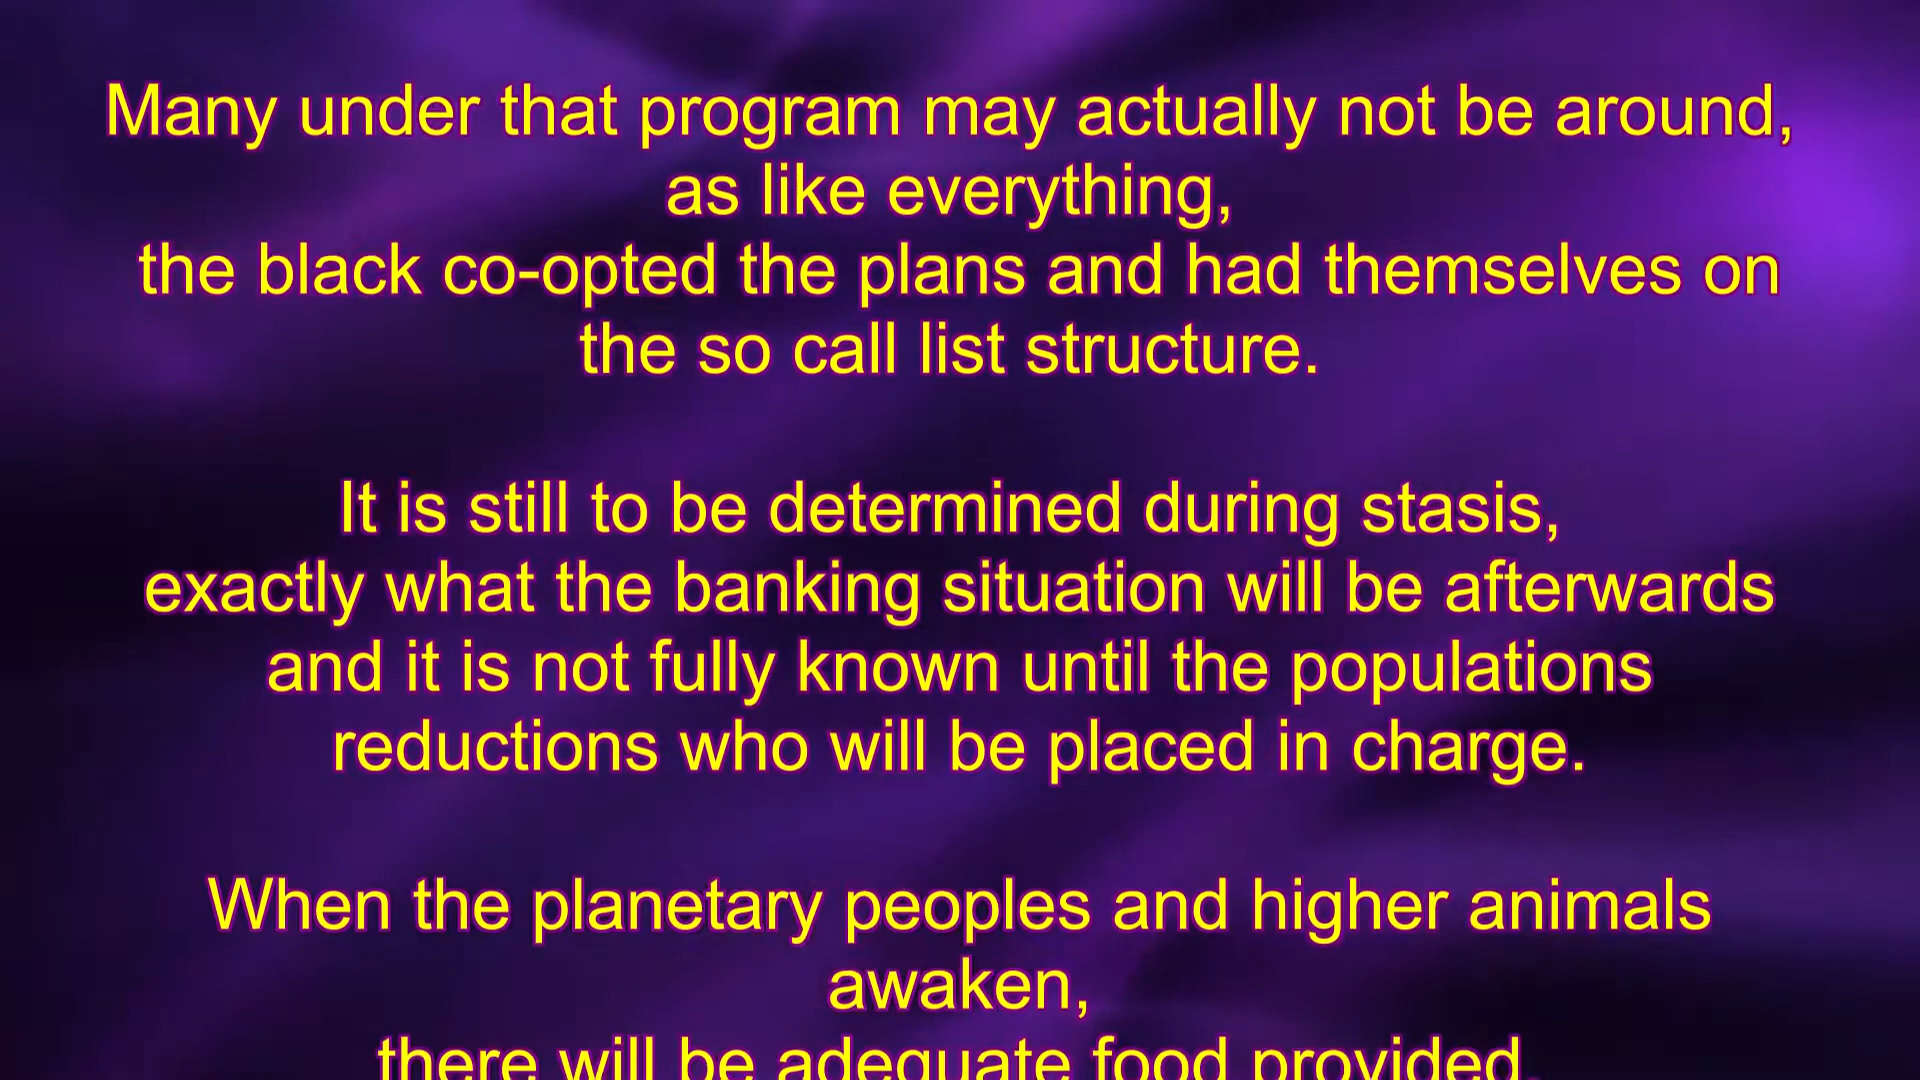 Many under that program may actually not be around,
as like everything,
the black co-opted the plans and had themselves on
the so call list structure.
It is still to be determined during stasis,
exactly what the banking situation will be afterwards
and it is not fully known until the populations
reductions who will be placed in charge.
When the planetary peoples and higher animals
awaken,
there will be adequate food provided,